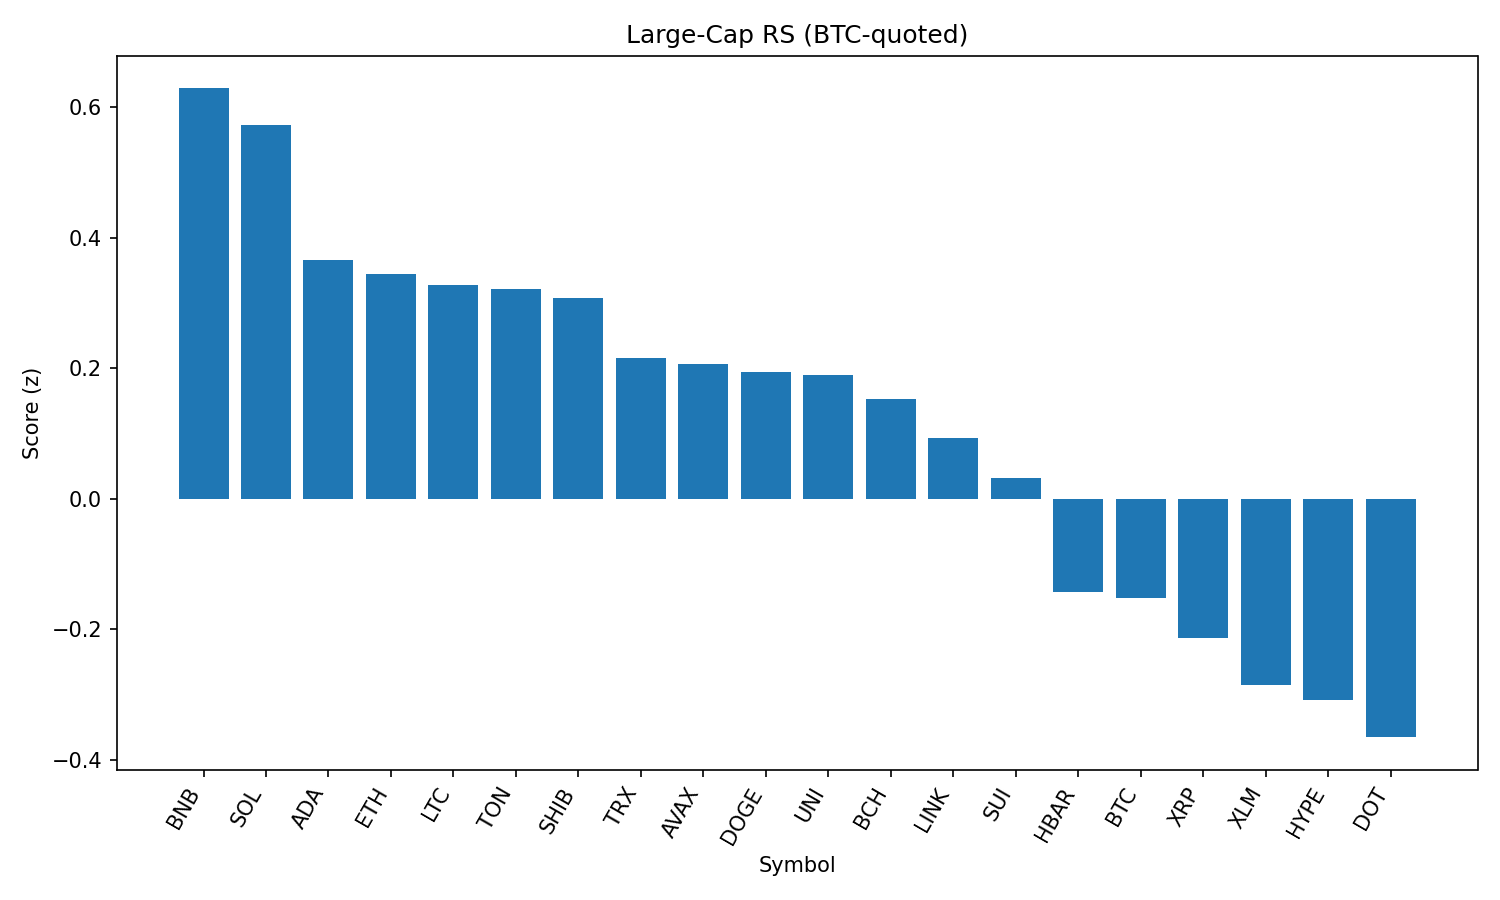 Large-Cap RS (BTC-quoted)
0.6
0.4
0.2
0.0
−0.2
−0.4
Score (z)
BNB
SOL
ADA
ETH
LTC
TON
SHIB
TRX
AVAX
DOGE
UNI
BCH
LINK
SUI
HBAR
BTC
XRP
XLM
HYPE
DOT
Symbol